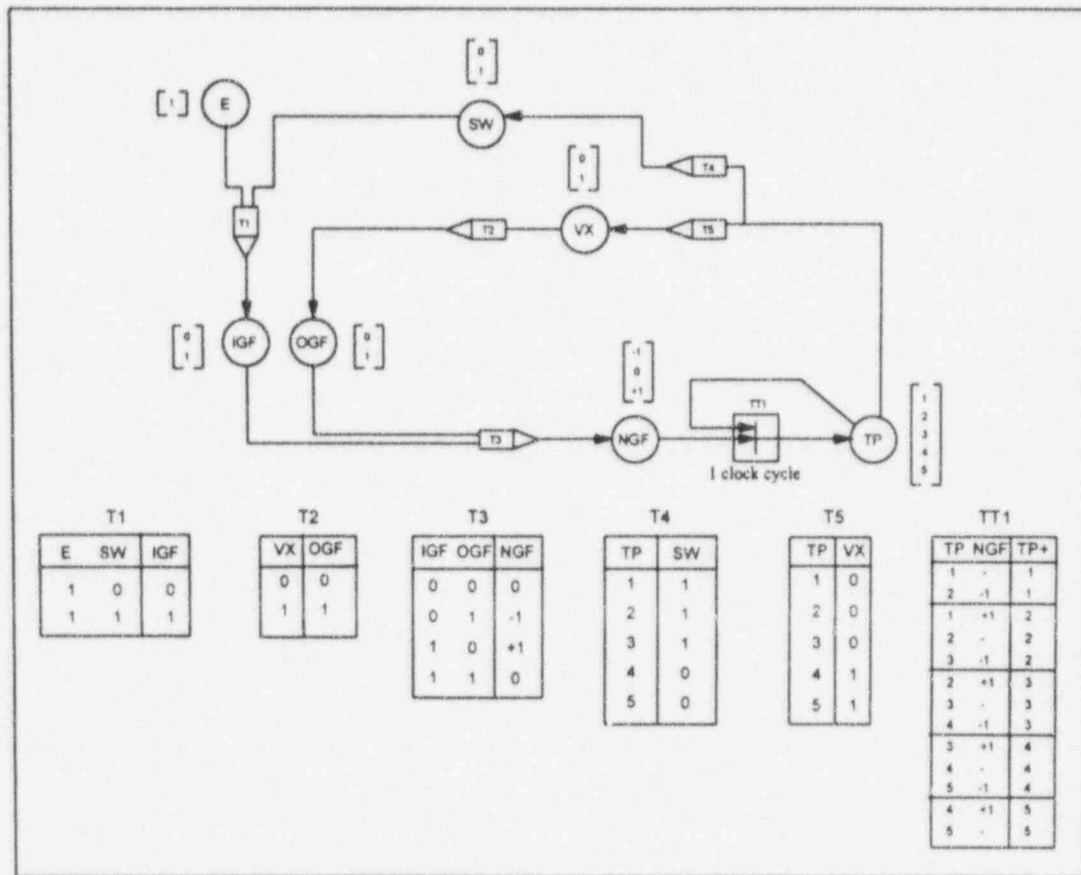 [0 1]
[1] E
SW
T4
[0 1]
T1
T2 VX T5
[0 1] IGF OGF [0 1]
[-1 0 +1]
TT1
T3 NGF TP
[1 2 3 4 5]
1 clock cycle
T1
E SW IGF
1 0 0
1 1 1
T2
VX OGF
0 0
1 1
T3
IGF OGF NGF
0 0 0
0 1 -1
1 0 +1
1 1 0
T4
TP SW
1 1
2 1
3 1
4 0
5 0
T5
TP VX
1 0
2 0
3 0
4 1
5 1
TT1
TP NGF TP+
1 - 1
2 -1 1
1 +1 2
2 - 2
3 -1 2
2 +1 3
3 - 3
4 -1 3
3 +1 4
4 - 4
5 -1 4
4 +1 5
5 - 5